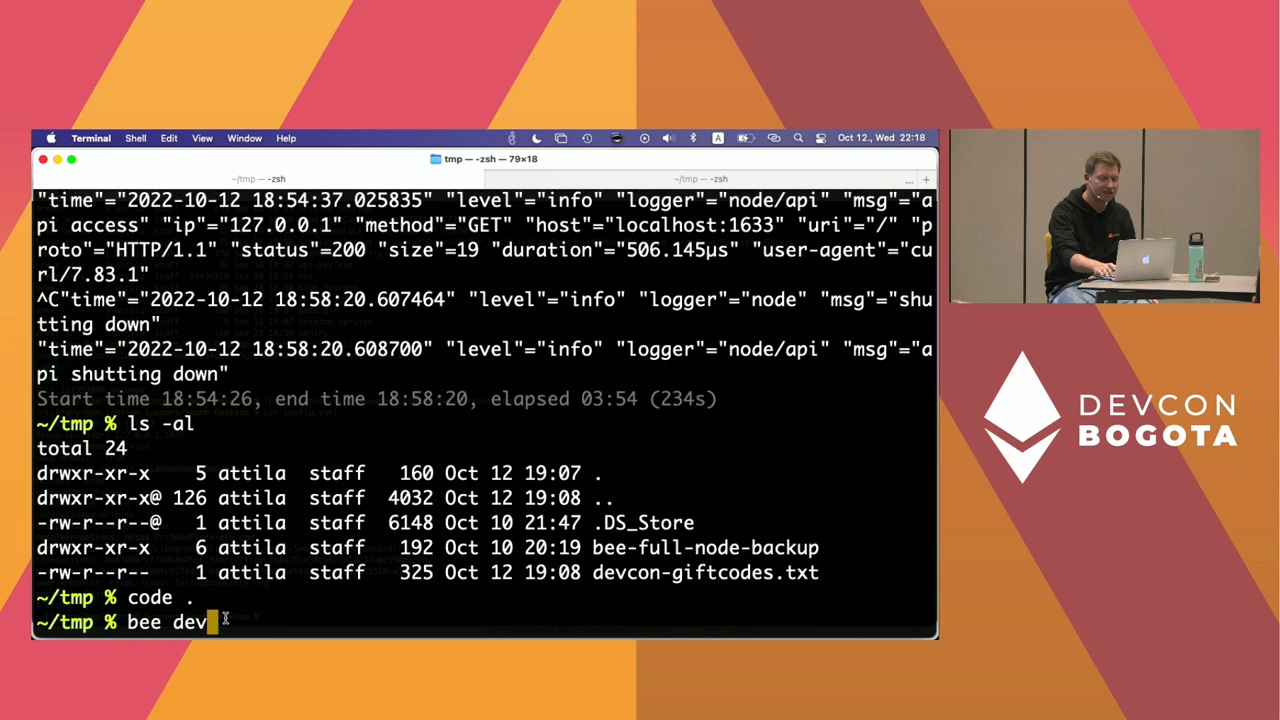 Terminal Shell Edit View Window Help A Oct 12., Wed 22:18
tmp — -zsh — 79×18
~/tmp — -zsh ~/tmp — -zsh ... +
"time"="2022-10-12 18:54:37.025835" "level"="info" "logger"="node/api" "msg"="a
pi access" "ip"="127.0.0.1" "method"="GET" "host"="localhost:1633" "uri"="/" "p
roto"="HTTP/1.1" "status"=200 "size"=19 "duration"="506.145µs" "user-agent"="cu
rl/7.83.1"
^C"time"="2022-10-12 18:58:20.607464" "level"="info" "logger"="node" "msg"="shu
tting down"
"time"="2022-10-12 18:58:20.608700" "level"="info" "logger"="node/api" "msg"="a
pi shutting down"
Start time 18:54:26, end time 18:58:20, elapsed 03:54 (234s)
~/tmp % ls -al
total 24
drwxr-xr-x 5 attila staff 160 Oct 12 19:07 .
drwxr-xr-x@ 126 attila staff 4032 Oct 12 19:08 ..
-rw-r--r--@ 1 attila staff 6148 Oct 10 21:47 .DS_Store
drwxr-xr-x 6 attila staff 192 Oct 10 20:19 bee-full-node-backup
-rw-r--r-- 1 attila staff 325 Oct 12 19:08 devcon-giftcodes.txt
~/tmp % code .
~/tmp % bee dev
DEVCON
BOGOTA